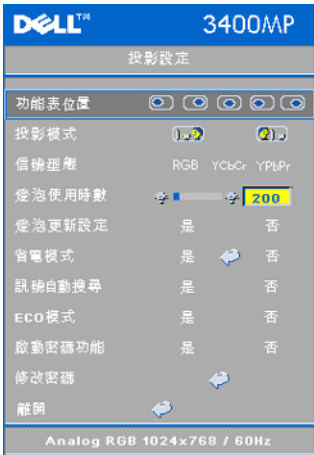 DELL™ 3400MP
投影設定
功能表位置
投影模式
信號型態 RGB YCbCr YPbPr
燈泡使用時數 200
燈泡更新設定 是 否
省電模式 是 否
訊號自動搜尋 是 否
ECO模式 是 否
啟動密碼功能 是 否
修改密碼
離開
Analog RGB 1024x768 / 60Hz